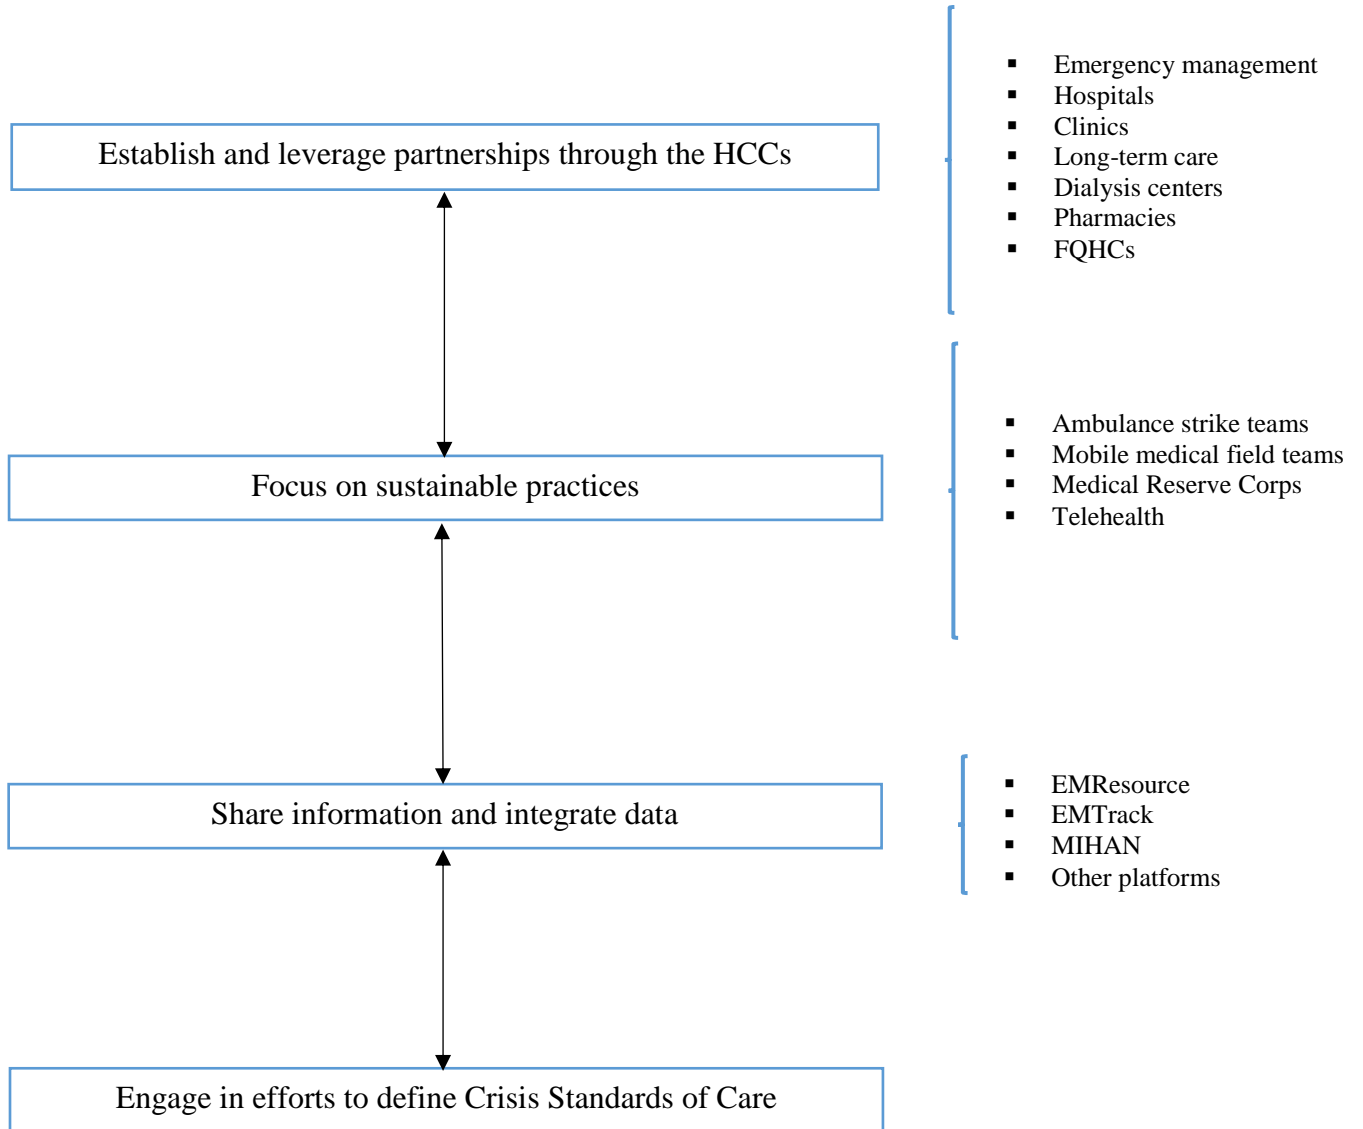 Establish and leverage partnerships through the HCCs
▪ Emergency management
▪ Hospitals
▪ Clinics
▪ Long-term care
▪ Dialysis centers
▪ Pharmacies
▪ FQHCs
Focus on sustainable practices
▪ Ambulance strike teams
▪ Mobile medical field teams
▪ Medical Reserve Corps
▪ Telehealth
Share information and integrate data
▪ EMResource
▪ EMTrack
▪ MIHAN
▪ Other platforms
Engage in efforts to define Crisis Standards of Care